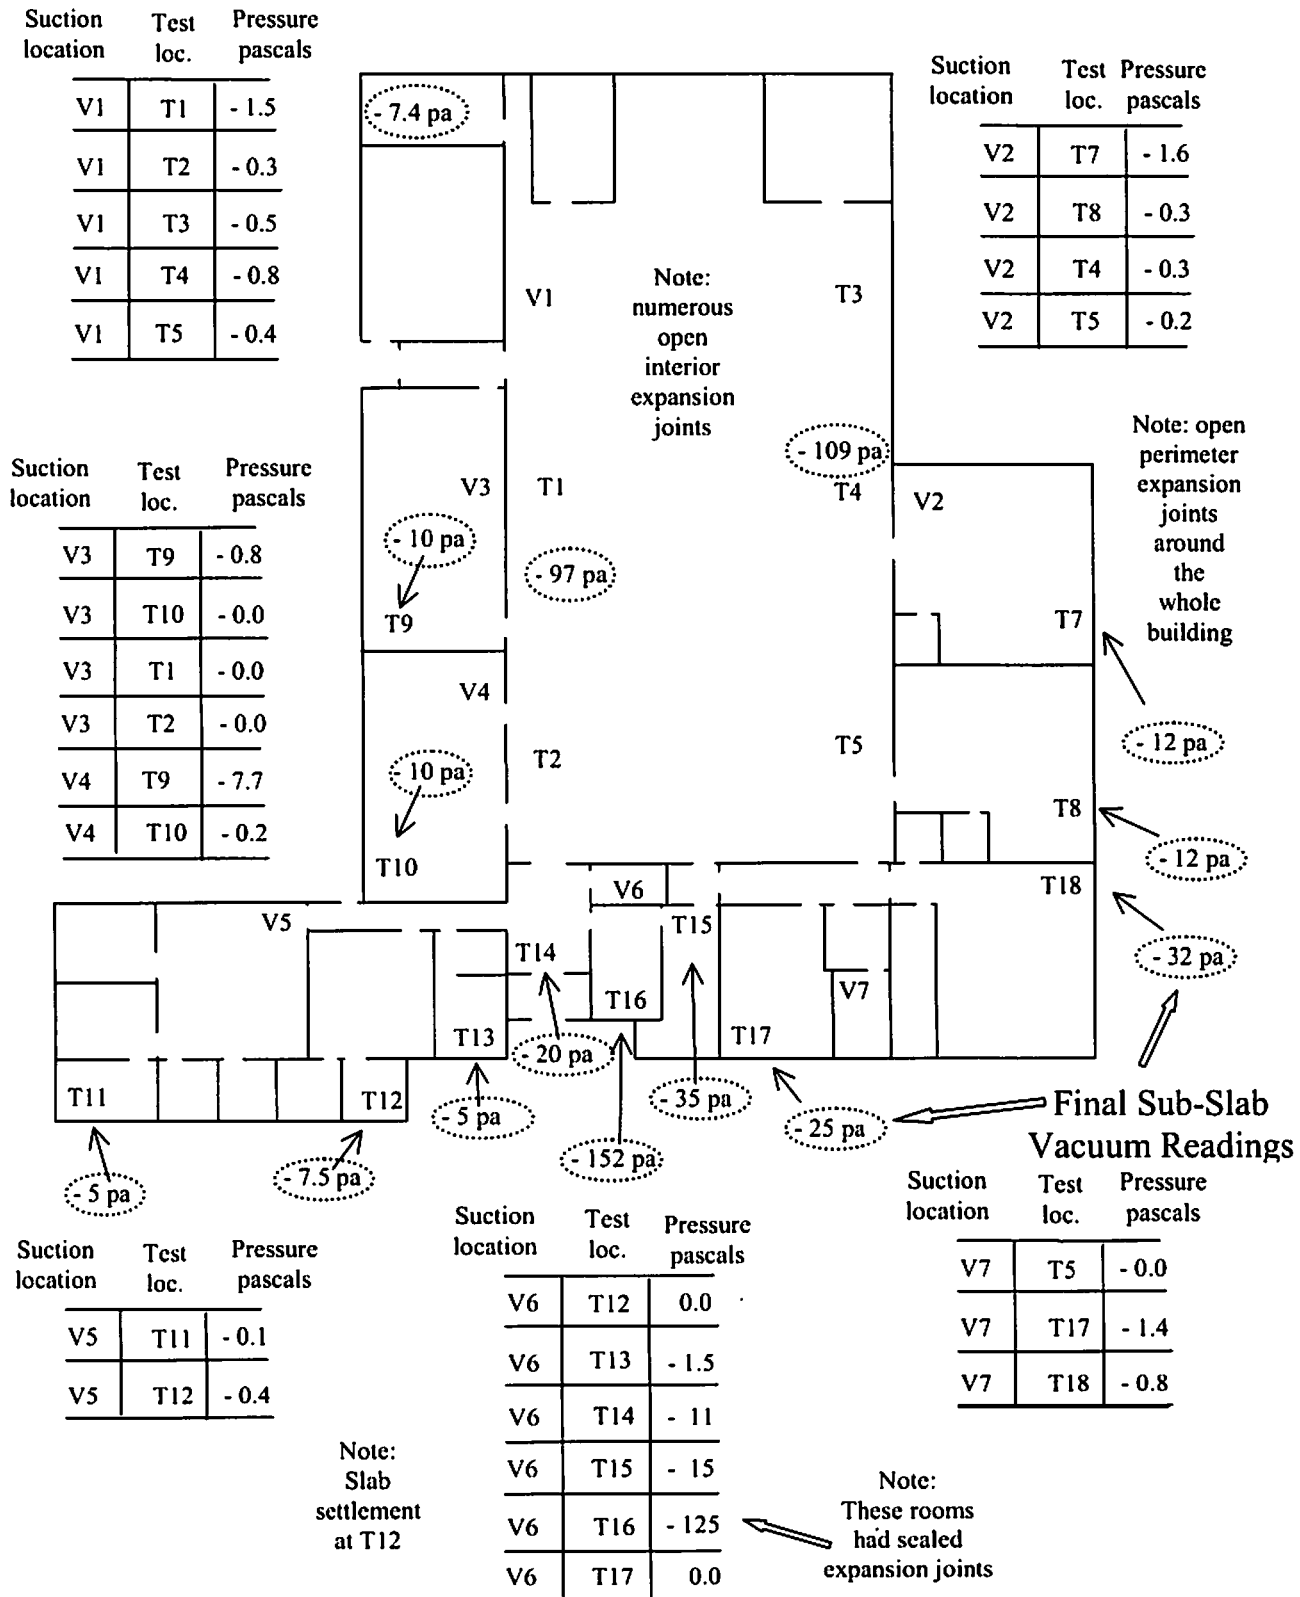 Suction location Test loc. Pressure pascals
V1 T1 - 1.5
V1 T2 - 0.3
V1 T3 - 0.5
V1 T4 - 0.8
V1 T5 - 0.4
Suction location Test loc. Pressure pascals
V2 T7 - 1.6
V2 T8 - 0.3
V2 T4 - 0.3
V2 T5 - 0.2
- 7.4 pa
V1
Note:
numerous
open
interior
expansion
joints
T3
- 109 pa
Note: open
perimeter
expansion
joints
around
the
whole
building
Suction location Test loc. Pressure pascals
V3 T9 - 0.8
V3 T10 - 0.0
V3 T1 - 0.0
V3 T2 - 0.0
V4 T9 - 7.7
V4 T10 - 0.2
V3
T1
T4
V2
- 10 pa
- 97 pa
T9
T7
V4
- 12 pa
T2
T5
- 10 pa
T8
T10
- 12 pa
V6
T18
V5
T15
T14
- 32 pa
T16
V7
T13
- 20 pa
T17
T11
T12
- 5 pa
- 35 pa
- 25 pa
Final Sub-Slab
Vacuum Readings
- 152 pa
- 5 pa
- 7.5 pa
Suction location Test loc. Pressure pascals
V5 T11 - 0.1
V5 T12 - 0.4
Suction location Test loc. Pressure pascals
V6 T12 0.0
V6 T13 - 1.5
V6 T14 - 11
V6 T15 - 15
V6 T16 - 125
V6 T17 0.0
Suction location Test loc. Pressure pascals
V7 T5 - 0.0
V7 T17 - 1.4
V7 T18 - 0.8
Note:
Slab
settlement
at T12
Note:
These rooms
had sealed
expansion joints